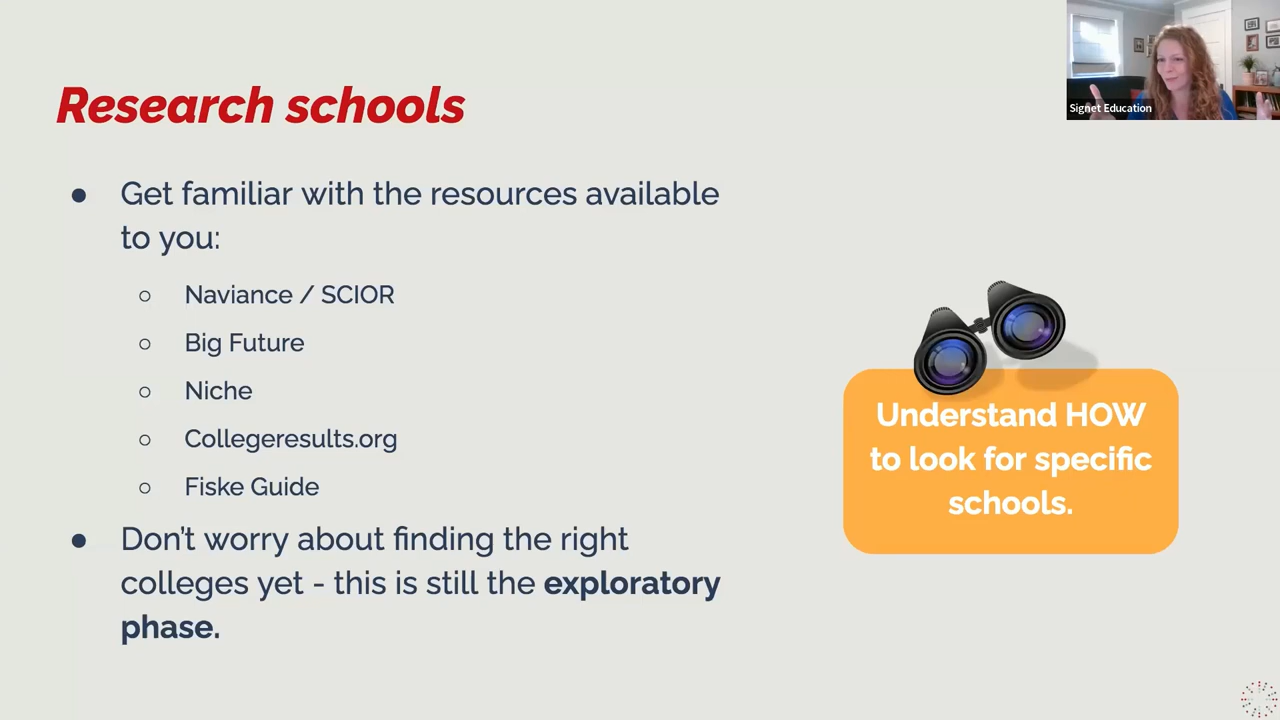 Signet Education
Research schools
● Get familiar with the resources available
to you:
○ Naviance / SCIOR
○ Big Future
○ Niche
○ Collegeresults.org
○ Fiske Guide
● Don't worry about finding the right
colleges yet - this is still the exploratory
phase.
Understand HOW
to look for specific
schools.